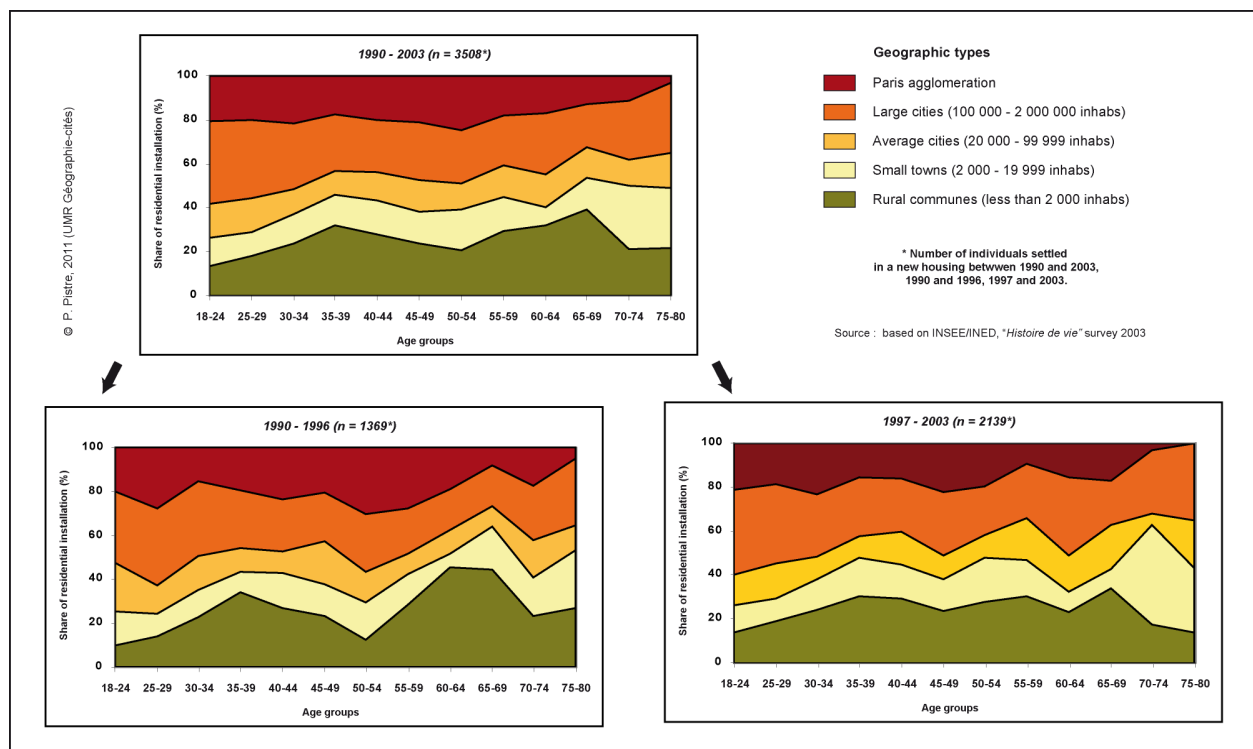 © P. Pistre, 2011 (UMR Géographie-cités)
1990 - 2003 (n = 3508*)
Share of residential installation (%)
100
80
60
40
20
0
18-24 25-29 30-34 35-39 40-44 45-49 50-54 55-59 60-64 65-69 70-74 75-80
Age groups
Geographic types
Paris agglomeration
Large cities (100 000 - 2 000 000 inhabs)
Average cities (20 000 - 99 999 inhabs)
Small towns (2 000 - 19 999 inhabs)
Rural communes (less than 2 000 inhabs)
* Number of individuals settled
in a new housing betwwen 1990 and 2003,
1990 and 1996, 1997 and 2003.
Source : based on INSEE/INED, "Histoire de vie" survey 2003
1990 - 1996 (n = 1369*)
Share of residential installation (%)
100
80
60
40
20
0
18-24 25-29 30-34 35-39 40-44 45-49 50-54 55-59 60-64 65-69 70-74 75-80
Age groups
1997 - 2003 (n = 2139*)
Share of residential installation (%)
100
80
60
40
20
0
18-24 25-29 30-34 35-39 40-44 45-49 50-54 55-59 60-64 65-69 70-74 75-80
Age groups